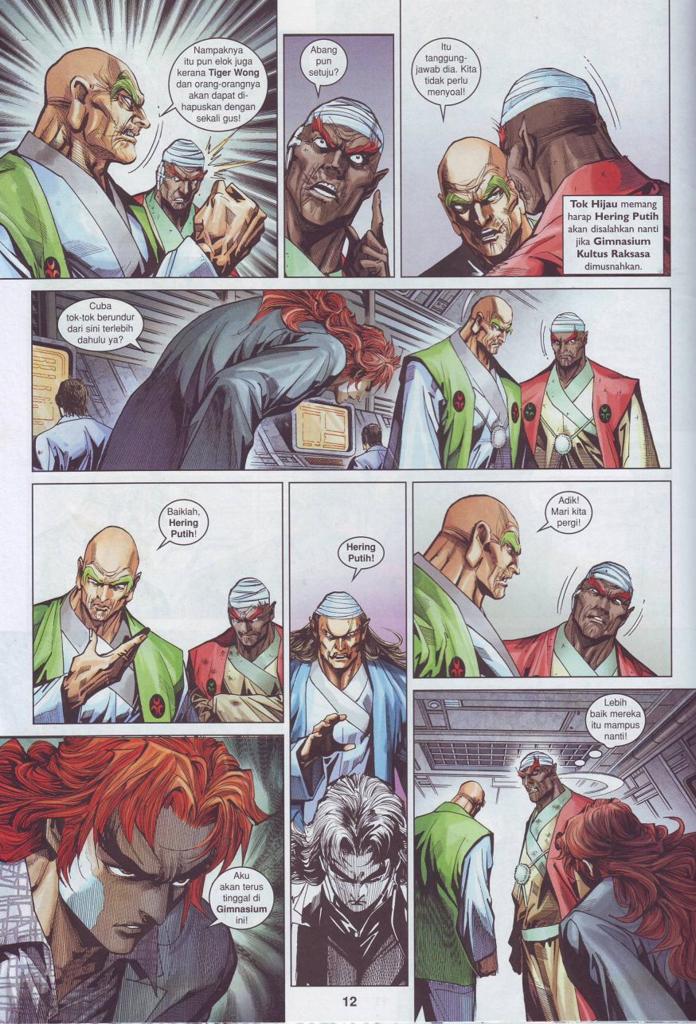 Nampaknya
itu pun elok juga
kerana Tiger Wong
dan orang-orangnya
akan dapat di-
hapuskan dengan
sekali gus!
Abang
pun
setuju?
Itu
tanggung-
jawab dia. Kita
tidak perlu
menyoal!
Tok Hijau memang
harap Hering Putih
akan disalahkan nanti
jika Gimnasium
Kultus Raksasa
dimusnahkan.
Cuba
tok-tok berundur
dari sini terlebih
dahulu ya?
Baiklah,
Hering
Putih!
Hering
Putih!
Adik!
Mari kita
pergi!
Aku
akan terus
tinggal di
Gimnasium
ini!
Lebih
baik mereka
itu mampus
nanti!
12